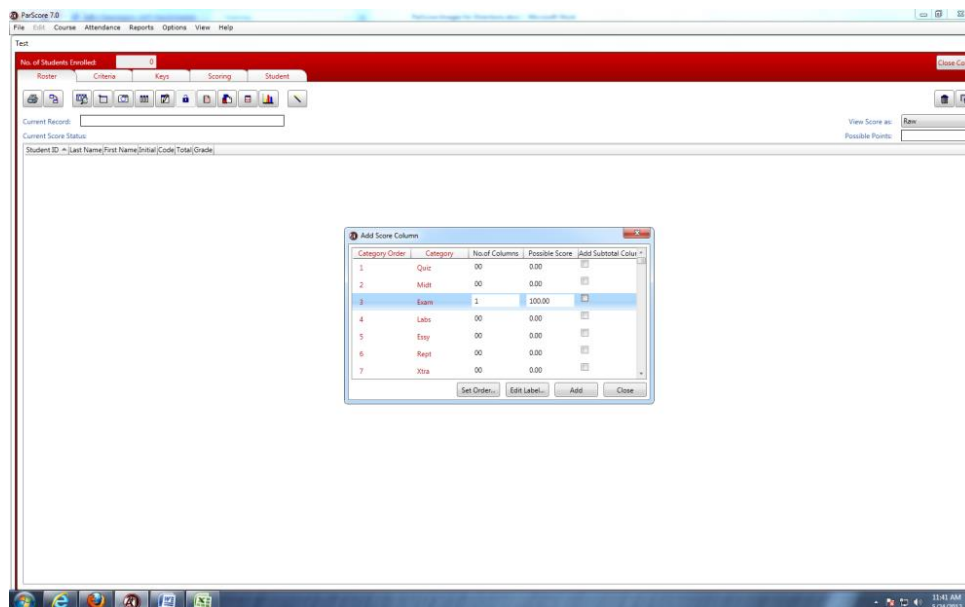 ParScore 7.0
File Edit Course Attendance Reports Options View Help
Test
No. of Students Enrolled: 0
Close Co
Roster Criteria Keys Scoring Student
Current Record:
View Score as: Raw
Current Score Status:
Possible Points:
Student ID Last Name First Name Initial Code Total Grade
Add Score Column
Category Order Category No.of Columns Possible Score Add Subtotal Colur
1 Quiz 00 0.00
2 Midt 00 0.00
3 Exam 1 100.00
4 Labs 00 0.00
5 Essy 00 0.00
6 Rept 00 0.00
7 Xtra 00 0.00
Set Order... Edit Label... Add Close
11:41 AM